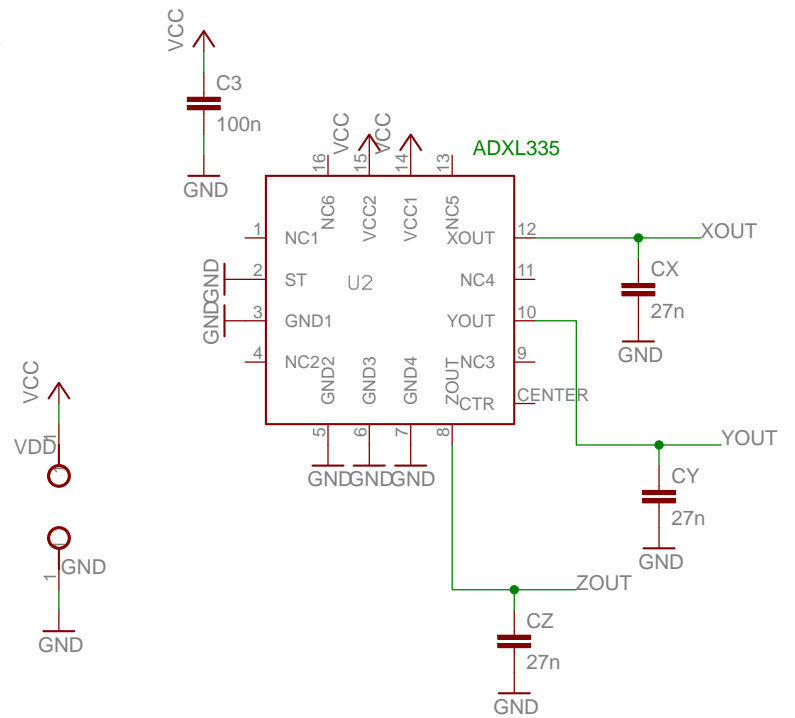 VCC
C3
100n
GND
VCC
VCC
ADXL335
16
15
14
13
NC6
VCC2
VCC1
NC5
1
NC1
XOUT
12
XOUT
GND
2
ST
U2
NC4
11
CX
27n
GND
GND
3
GND1
YOUT
10
4
NC2
GND2
GND3
GND4
ZOUT
NC3
9
CTR
CENTER
5
6
7
8
GND
GND
GND
YOUT
CY
27n
GND
VCC
1
VDD
1
1
GND
1
GND
ZOUT
CZ
27n
GND